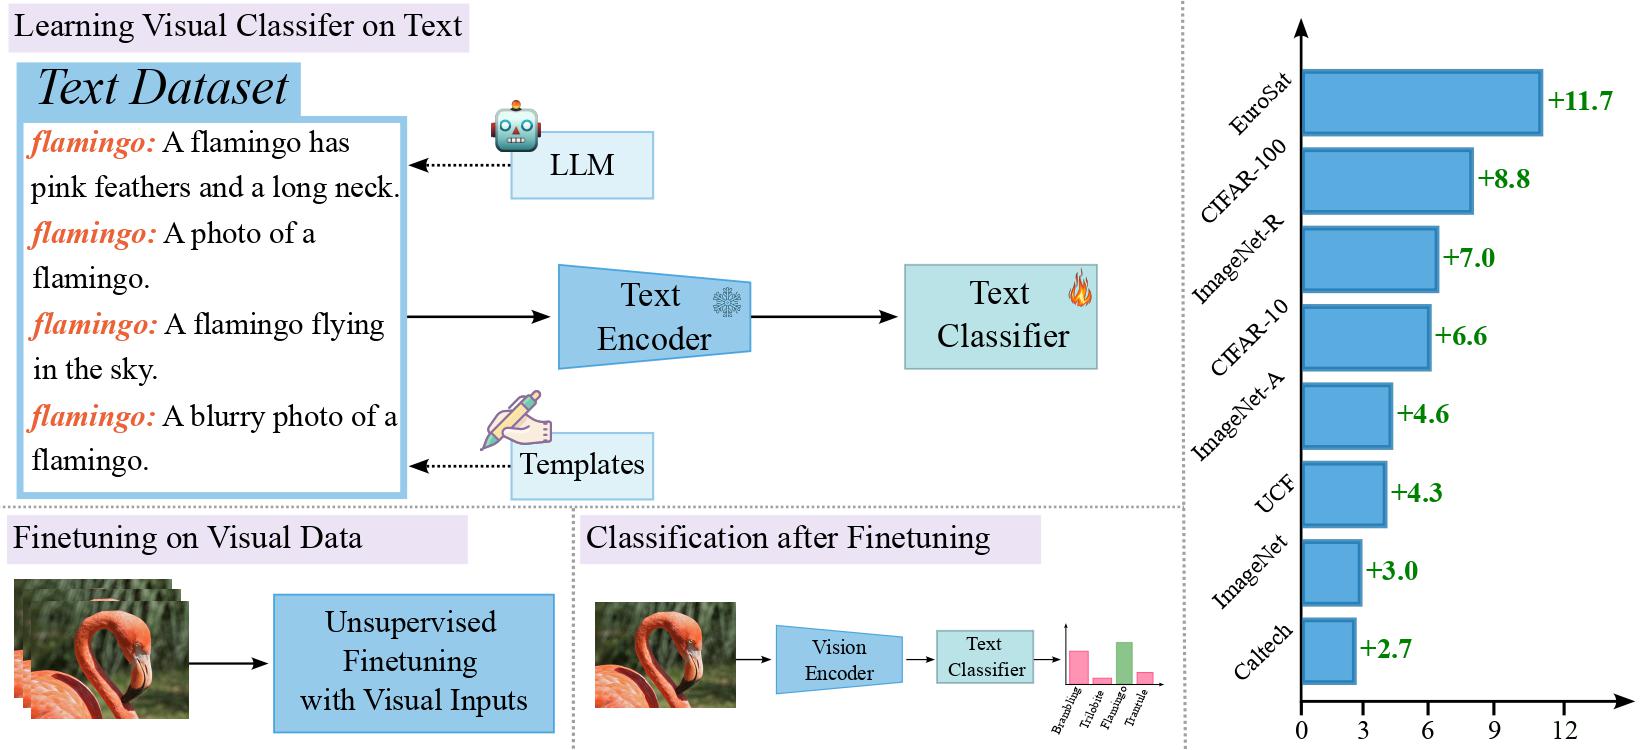 Learning Visual Classifer on Text
Text Dataset
flamingo: A flamingo has
pink feathers and a long neck.
flamingo: A photo of a
flamingo.
flamingo: A flamingo flying
in the sky.
flamingo: A blurry photo of a
flamingo.
LLM
Templates
Text
Encoder
Text
Classifier
Finetuning on Visual Data
Unsupervised
Finetuning
with Visual Inputs
Classification after Finetuning
Vision
Encoder
Text
Classifier
Brambling
Trilobite
Flamingo
Trantule
EuroSat
+11.7
CIFAR-100
+8.8
ImageNet-R
+7.0
CIFAR-10
+6.6
ImageNet-A
+4.6
UCF
+4.3
ImageNet
+3.0
Caltech
+2.7
0 3 6 9 12